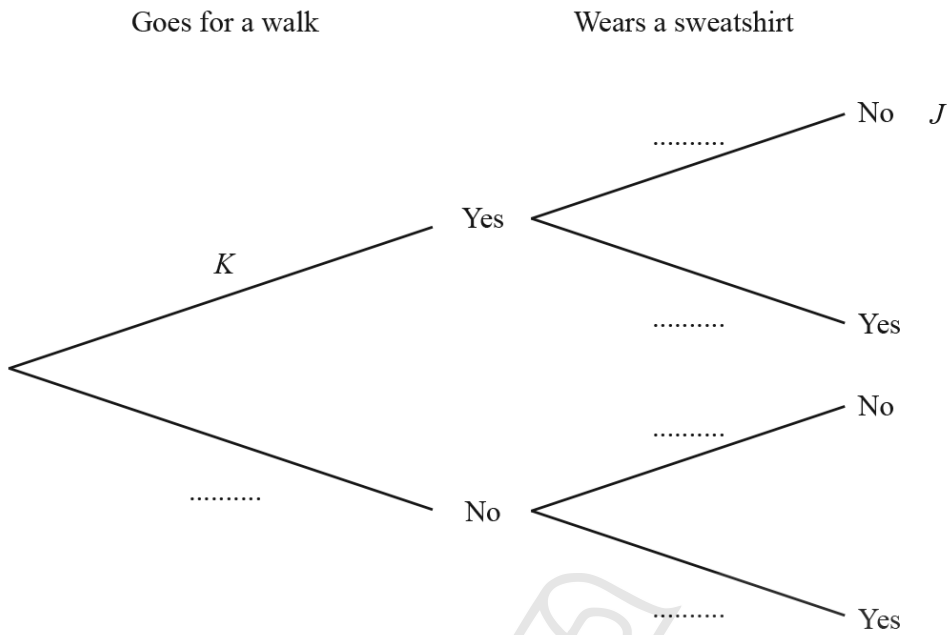 Goes for a walk Wears a sweatshirt
No J
..........
K
Yes
..........
Yes
..........
No
..........
No
..........
Yes